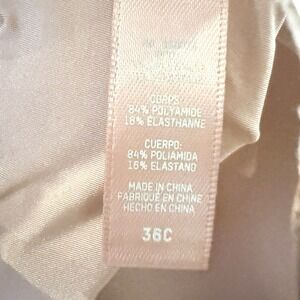 CORPS:
84% POLYAMIDE
16% ELASTHANNE
CUERPO:
84% POLIAMIDA
16% ELASTANO
MADE IN CHINA
FABRIQUÉ EN CHINE
HECHO EN CHINA
36C